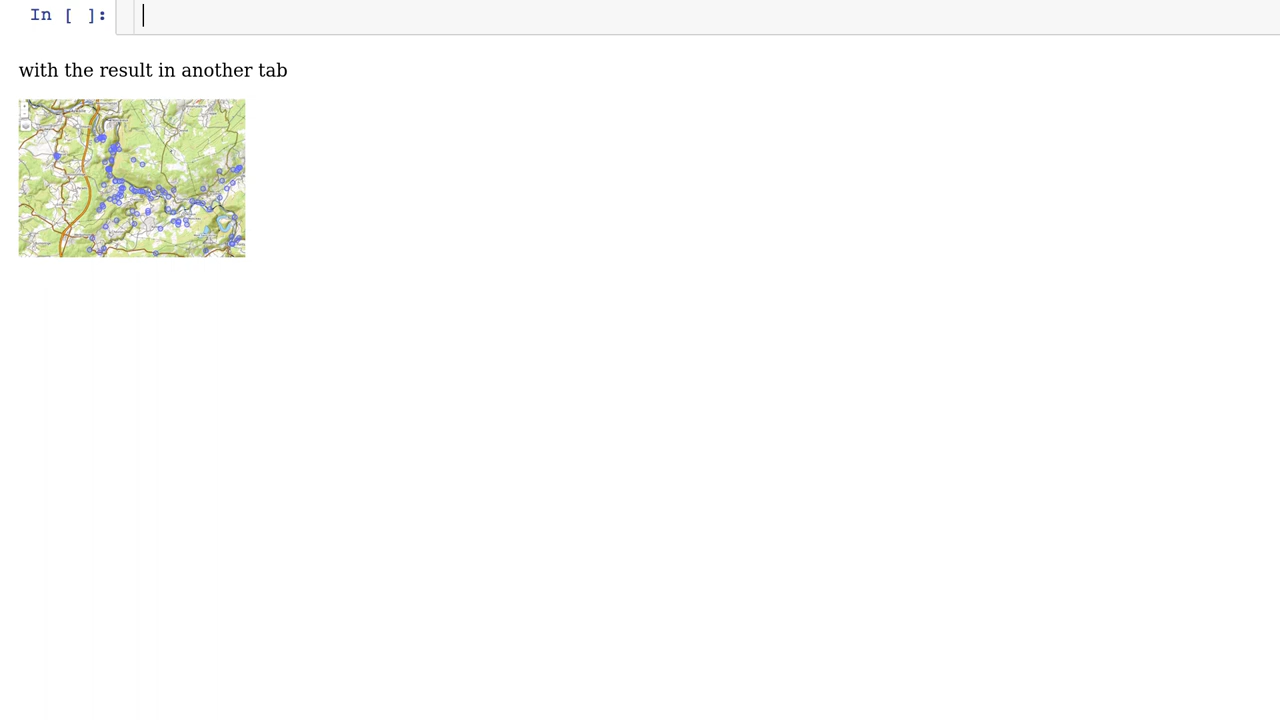 In [ ]:
with the result in another tab